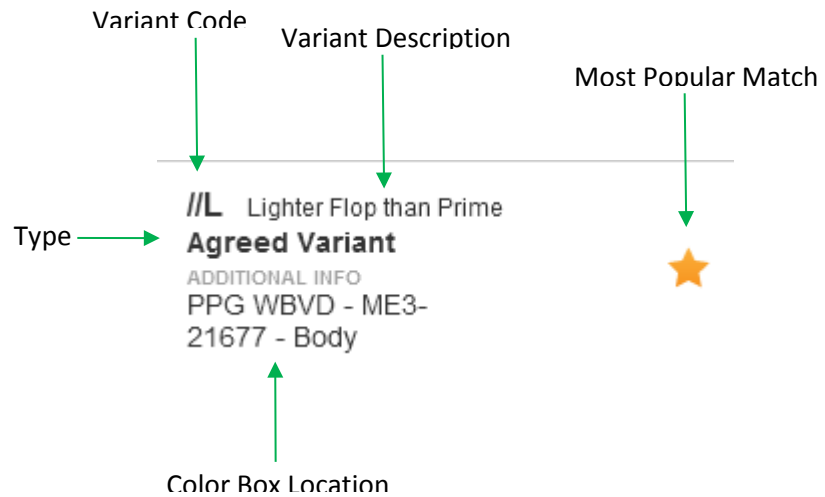 Variant Code
Variant Description
Most Popular Match
//L Lighter Flop than Prime
Type
Agreed Variant
ADDITIONAL INFO
PPG WBVD - ME3-
21677 - Body
Color Box Location